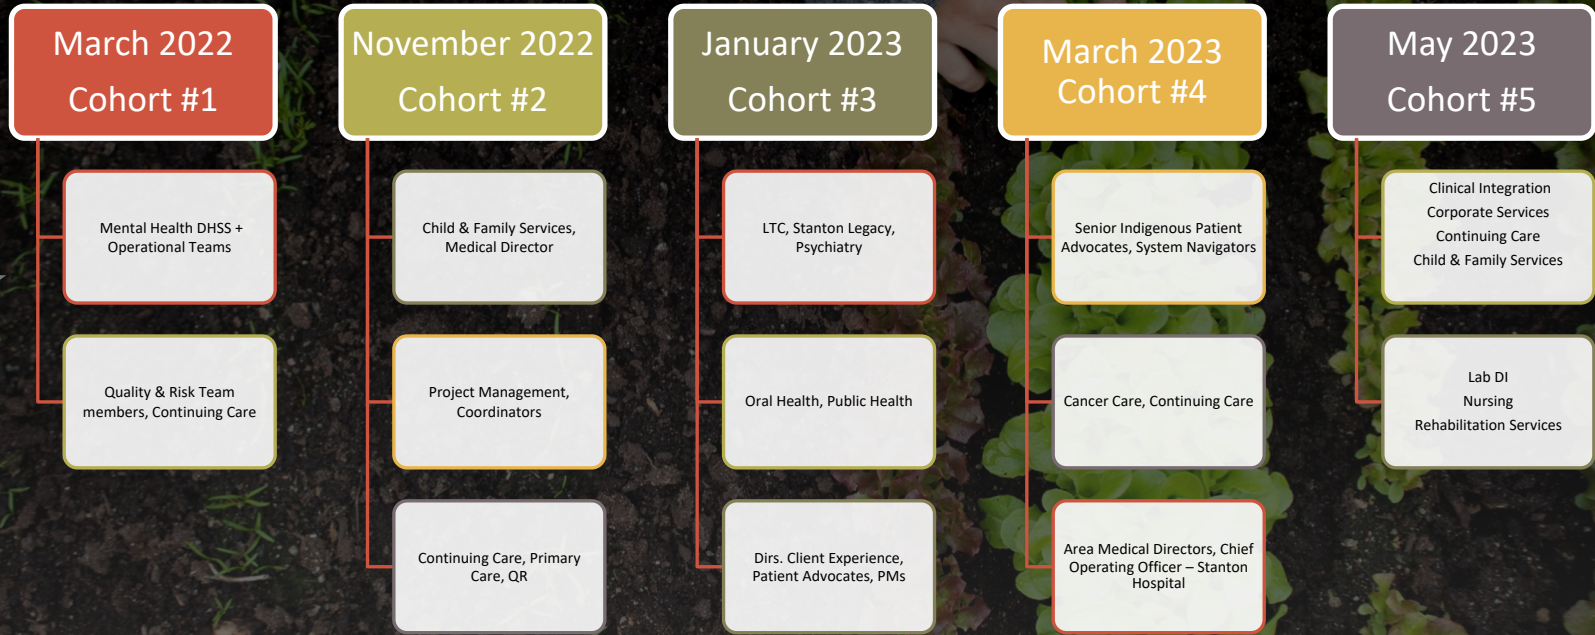 March 2022
Cohort #1
Mental Health DHSS +
Operational Teams
Quality & Risk Team
members, Continuing Care
November 2022
Cohort #2
Child & Family Services,
Medical Director
Project Management,
Coordinators
Continuing Care, Primary
Care, QR
January 2023
Cohort #3
LTC, Stanton Legacy,
Psychiatry
Oral Health, Public Health
Dirs. Client Experience,
Patient Advocates, PMs
March 2023
Cohort #4
Senior Indigenous Patient
Advocates, System Navigators
Cancer Care, Continuing Care
Area Medical Directors, Chief
Operating Officer – Stanton
Hospital
May 2023
Cohort #5
Clinical Integration
Corporate Services
Continuing Care
Child & Family Services
Lab DI
Nursing
Rehabilitation Services